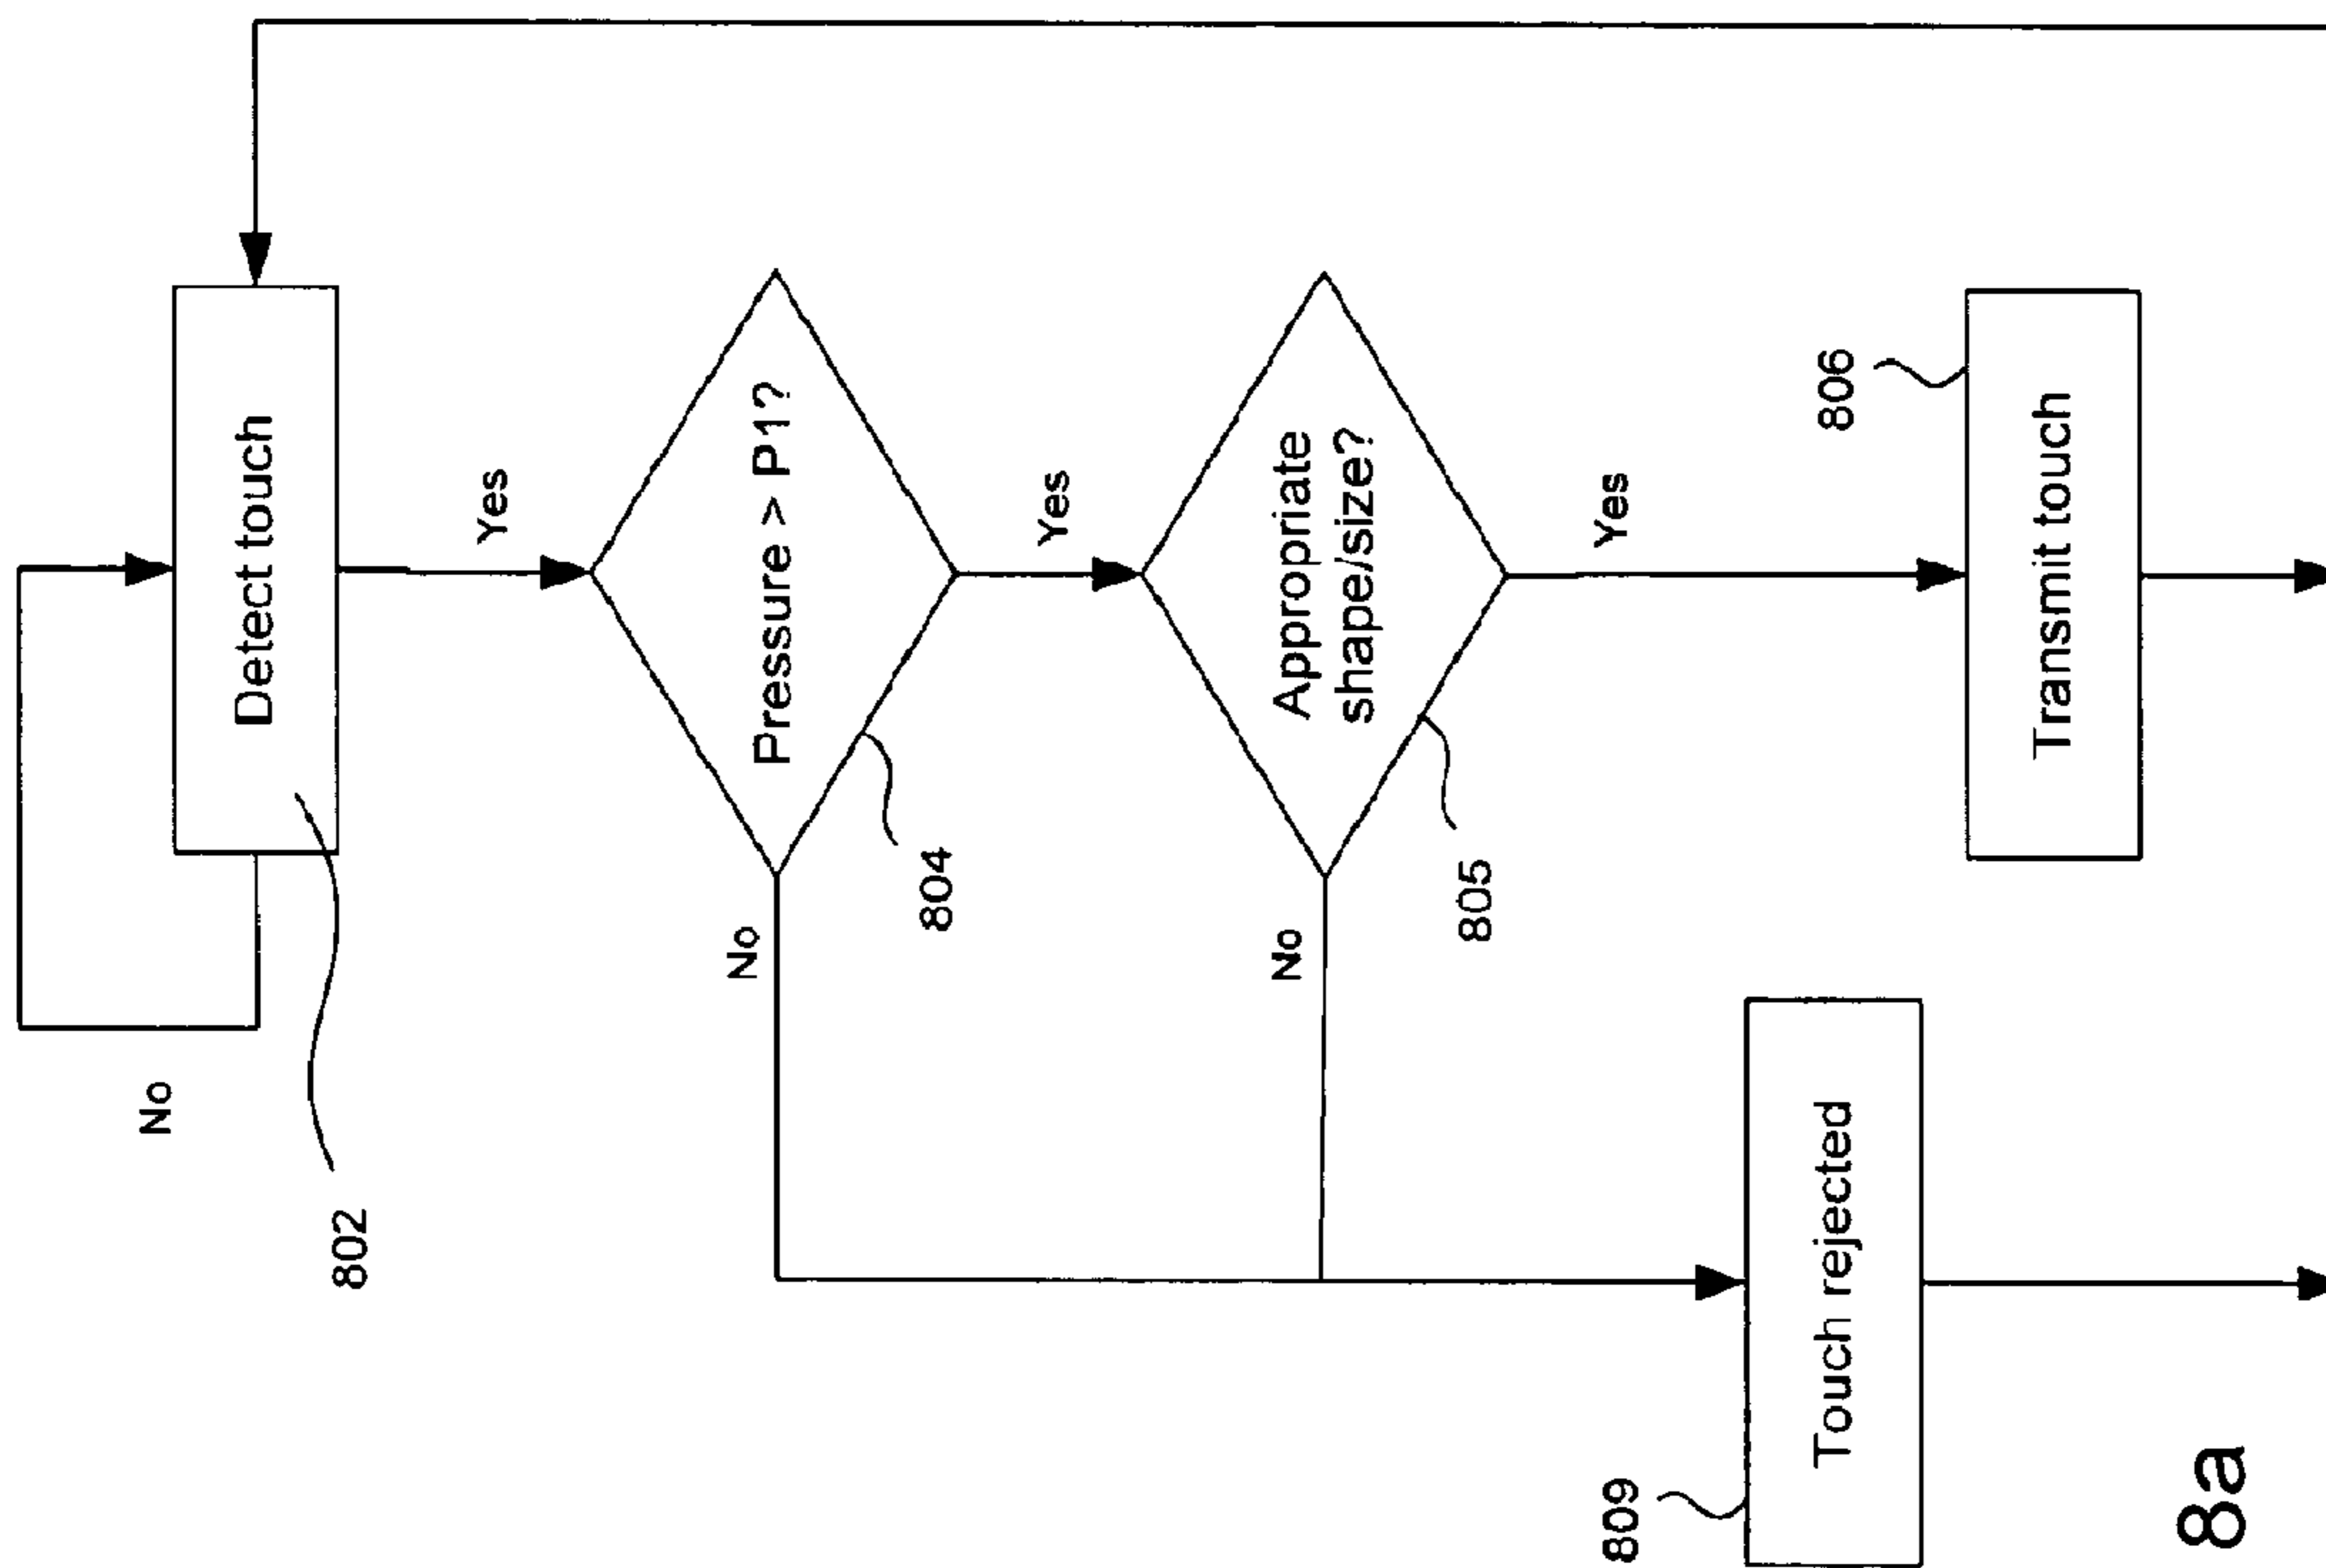 No
802
Detect touch
Yes
Pressure > P1?
No
804
Yes
Appropriate
shape/size?
No
805
Yes
809
Touch rejected
806
Transmit touch
8a